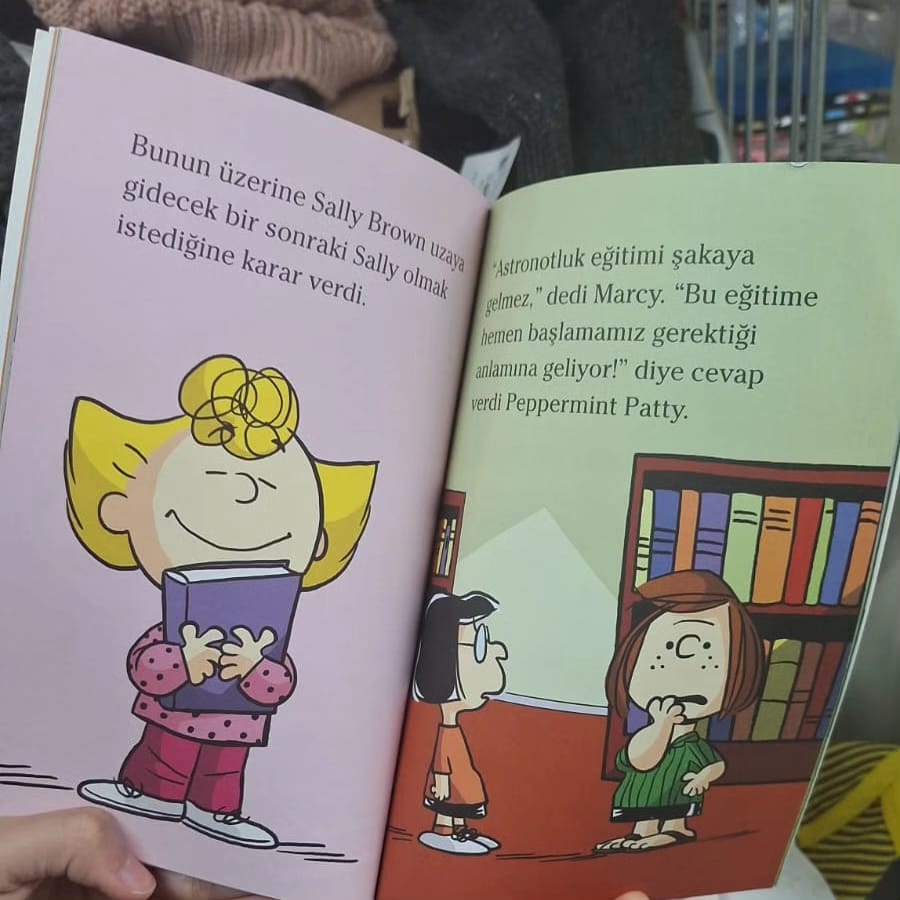 Bunun üzerine Sally Brown uzaya
gidecek bir sonraki Sally olmak
istediğine karar verdi.
"Astronotluk eğitimi şakaya
gelmez," dedi Marcy. "Bu eğitime
hemen başlamamız gerektiği
anlamına geliyor!" diye cevap
verdi Peppermint Patty.